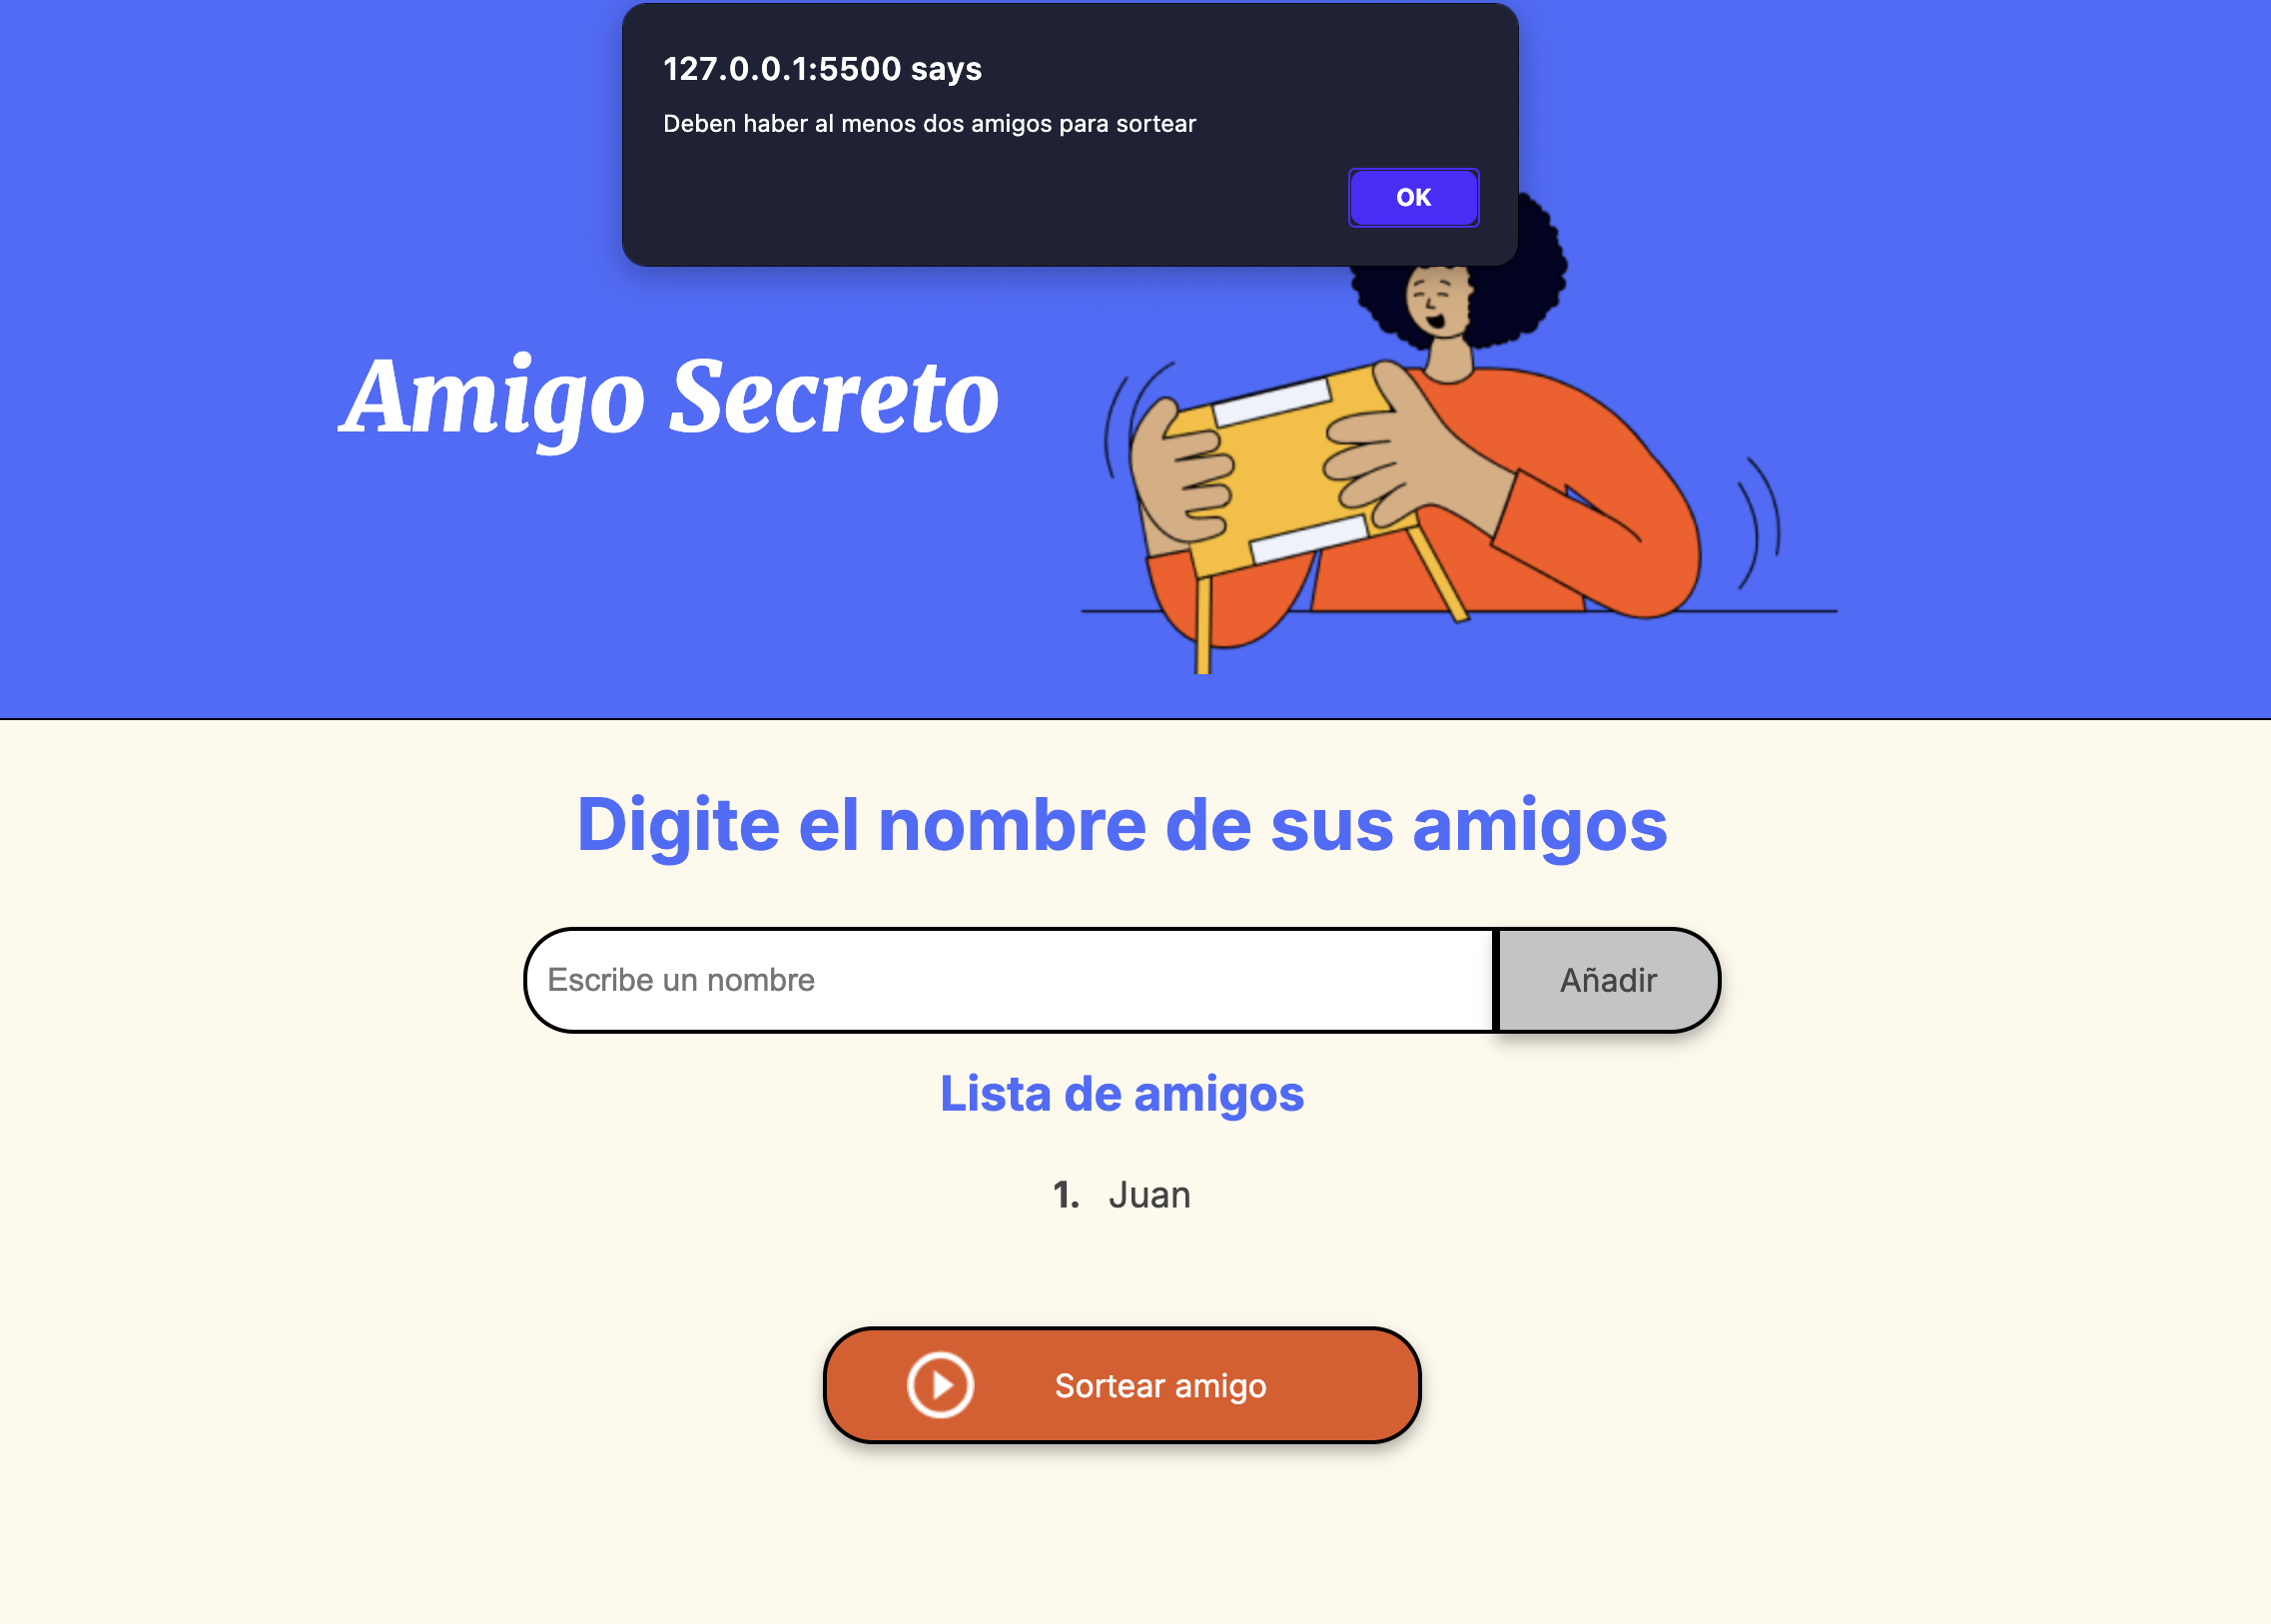 127.0.0.1:5500 says
Deben haber al menos dos amigos para sortear
OK
Amigo Secreto
Digite el nombre de sus amigos
Escribe un nombre
Añadir
Lista de amigos
1. Juan
Sortear amigo